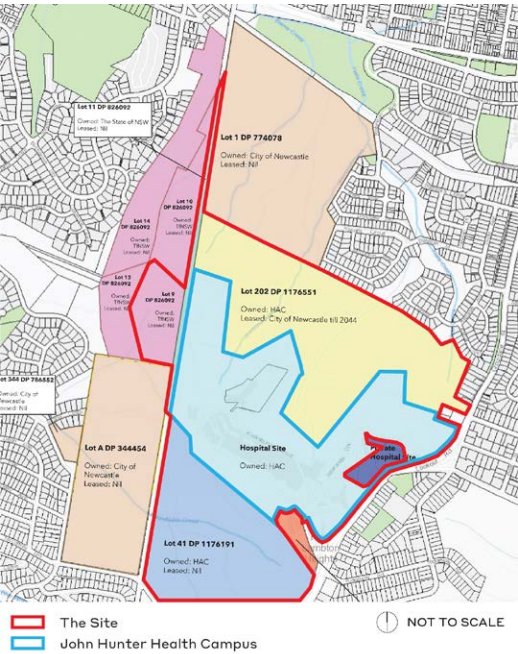 Lot 11 DP 826092
Owned: The State of NSW
Leased: Nil
Lot 1 DP 774078
Owned: City of Newcastle
Leased: Nil
Lot 10
DP 826092
Owned:
TfNSW
Leased: Nil
Lot 14
DP 826092
Owned:
TfNSW
Leased: Nil
Lot 13
DP 826092
Owned:
TfNSW
Leased: Nil
Lot 9
DP 826092
Owned:
TfNSW
Leased: Nil
Lot 202 DP 1176551
Owned: HAC
Leased: City of Newcastle till 2044
Lot 344 DP 755552
Owned: City of
Newcastle
Leased: Nil
Lot A DP 344454
Owned: City of
Newcastle
Leased: Nil
Hospital Site
Owned: HAC
Private
Hospital Site
Lot 41 DP 1176191
Owned: HAC
Leased: Nil
The Site
John Hunter Health Campus
NOT TO SCALE